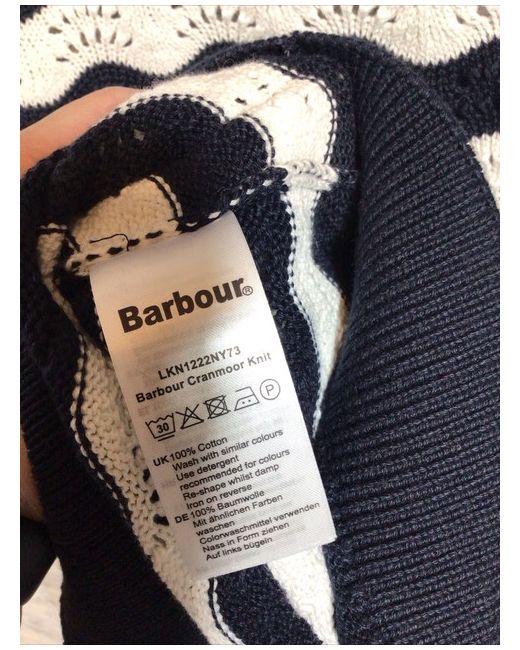 Barbour®
LKN1222NY73
Barbour Cranmoor Knit
30 P
UK 100% Cotton
Wash with similar colours
Use detergent
recommended for colours
Re-shape whilst damp
Iron on reverse
DE 100% Baumwolle
Mit ähnlichen Farben
waschen
Colorwaschmittel verwenden
Nass in Form ziehen
Auf links bügeln